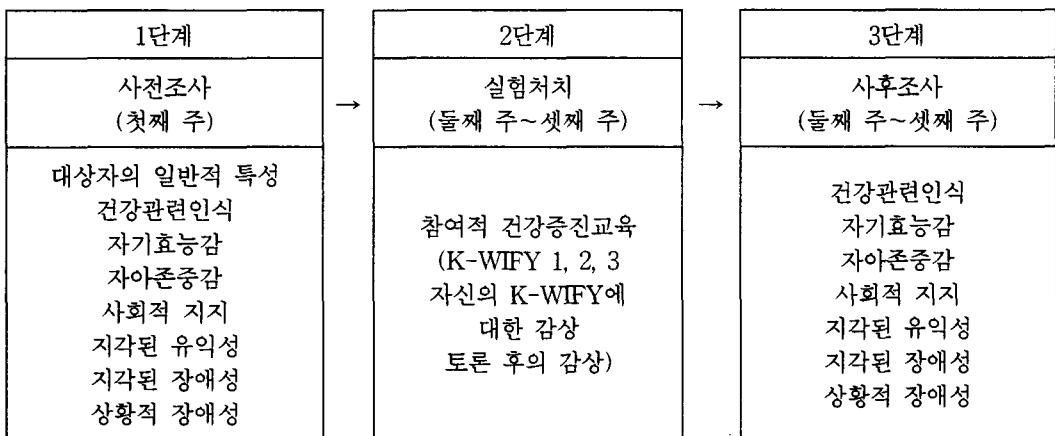 1단계
사전조사
(첫째 주)
대상자의 일반적 특성
건강관련인식
자기효능감
자아존중감
사회적 지지
지각된 유익성
지각된 장애성
상황적 장애성
→
2단계
실험처치
(둘째 주~셋째 주)
참여적 건강증진교육
(K-WIFY 1, 2, 3
자신의 K-WIFY에
대한 감상
토론 후의 감상)
→
3단계
사후조사
(둘째 주~셋째 주)
건강관련인식
자기효능감
자아존중감
사회적 지지
지각된 유익성
지각된 장애성
상황적 장애성